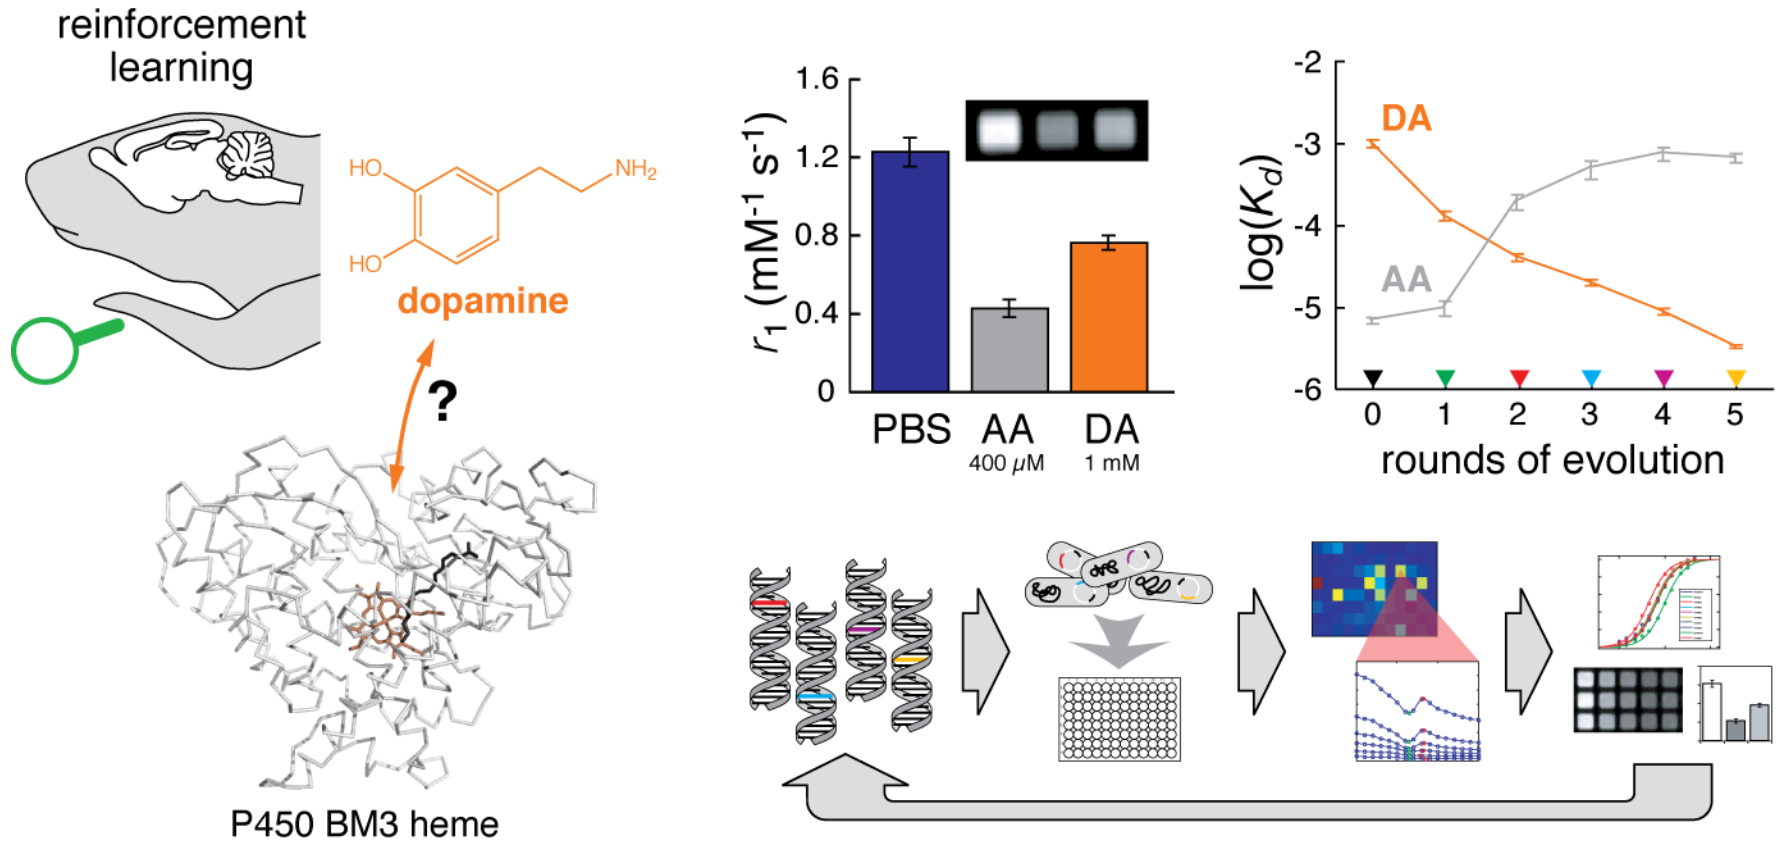 reinforcement
learning
HO
NH₂
HO
dopamine
?
P450 BM3 heme
r₁ (mM⁻¹ s⁻¹)
1.6
1.2
0.8
0.4
0
PBS
AA
DA
400 µM
1 mM
log(K_d)
-2
-3
-4
-5
-6
DA
AA
0 1 2 3 4 5
rounds of evolution